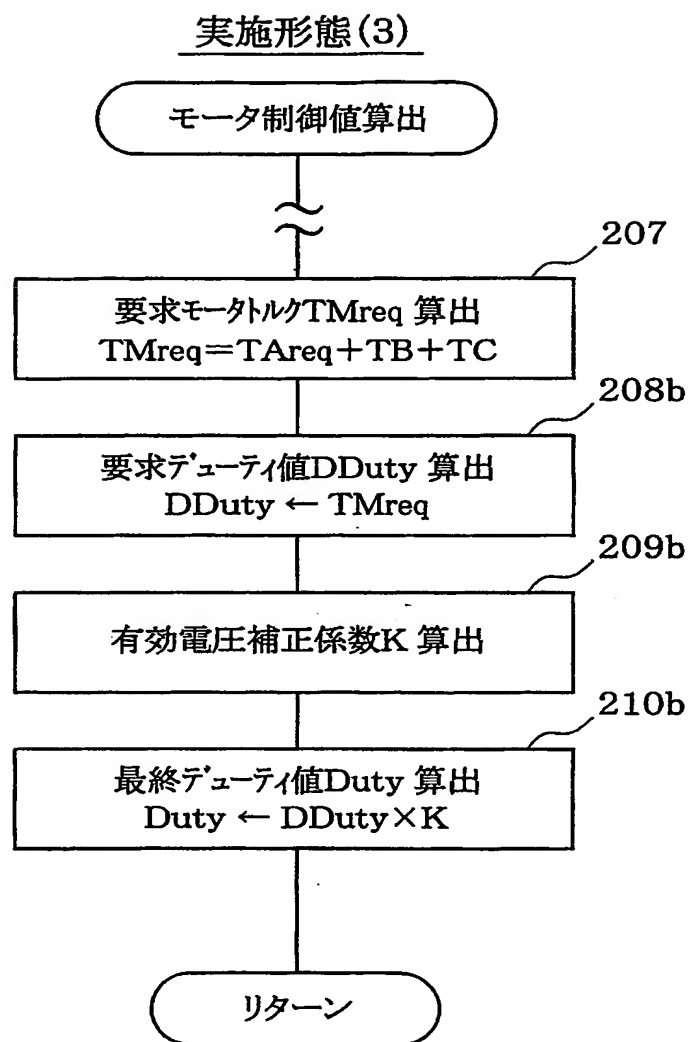 実施形態(3)
モータ制御値算出
207
要求モータトルクTMreq 算出
TMreq=TAreq+TB+TC
208b
要求デューティ値DDuty 算出
DDuty ← TMreq
209b
有効電圧補正係数K 算出
210b
最終デューティ値Duty 算出
Duty ← DDuty×K
リターン